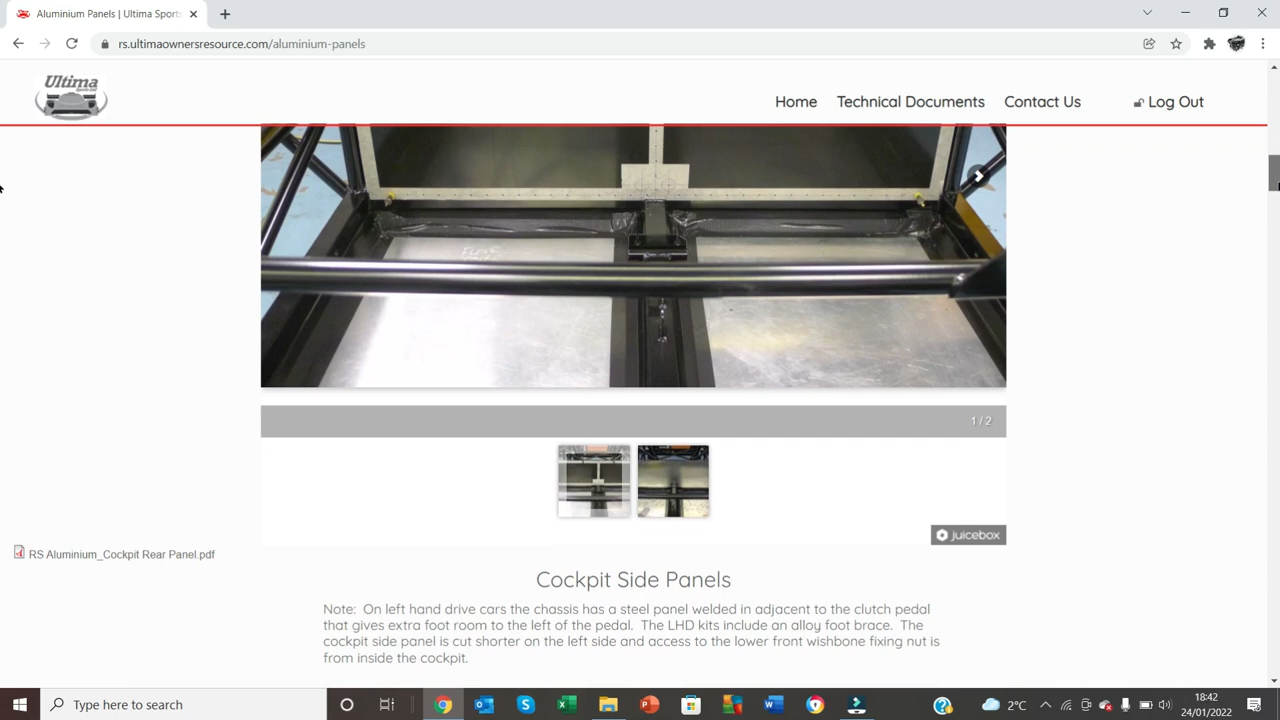 Aluminium Panels | Ultima Sports
rs.ultimaownersresource.com/aluminium-panels
Ultima
Sports Ltd
Home
Technical Documents
Contact Us
Log Out
1 / 2
juicebox
RS Aluminium_Cockpit Rear Panel.pdf
Cockpit Side Panels
Note: On left hand drive cars the chassis has a steel panel welded in adjacent to the clutch pedal
that gives extra foot room to the left of the pedal. The LHD kits include an alloy foot brace. The
cockpit side panel is cut shorter on the left side and access to the lower front wishbone fixing nut is
from inside the cockpit.
Type here to search
2°C
18:42
24/01/2022